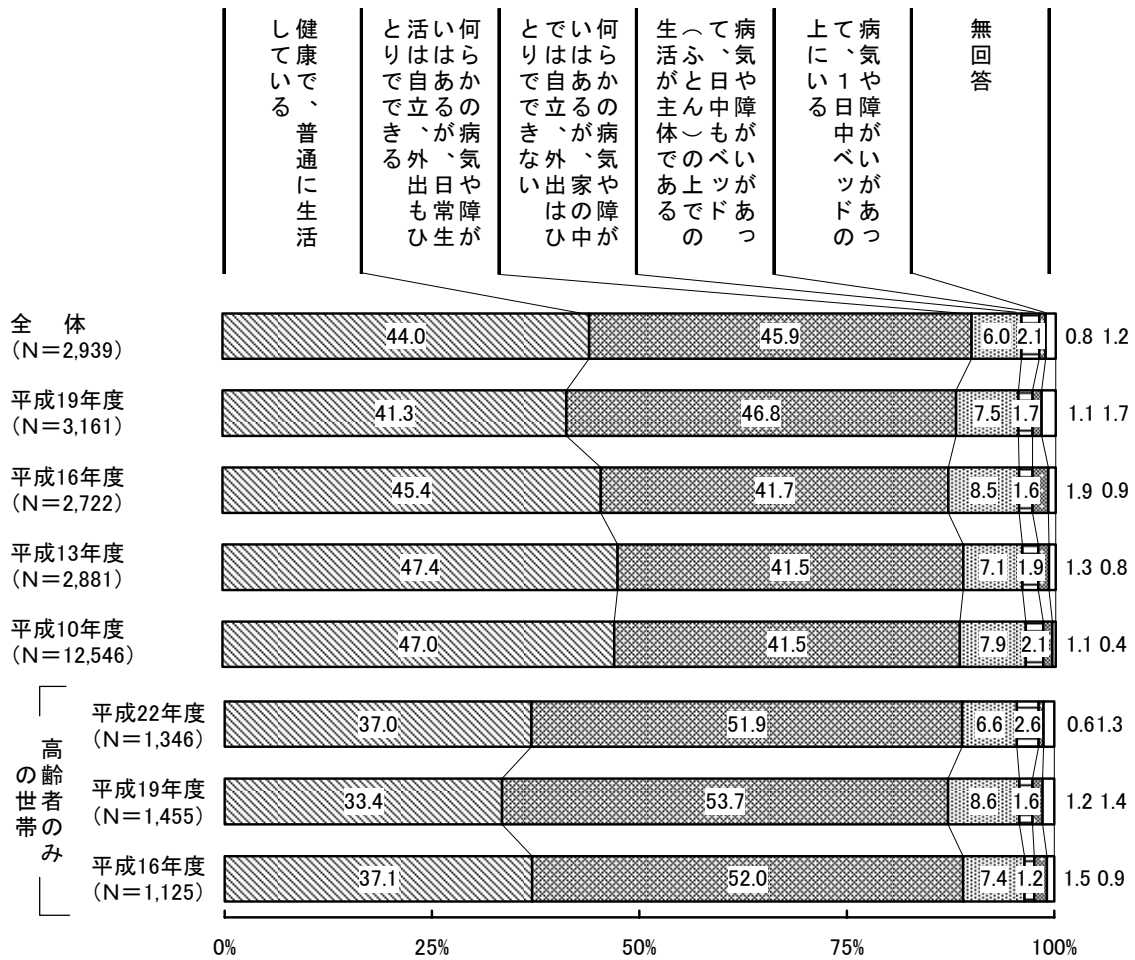 健康で、普通に生活
している
何らかの病気や障が
いはあるが、日常生
活は自立、外出もひ
とりでできる
何らかの病気や障が
いはあるが、家の中
では自立、外出はひ
とりでできない
病気や障がいがあっ
て、日中もベッド
（ふとん）の上での
生活が主体である
病気や障がいがあっ
て、１日中ベッドの
上にいる
無回答
全　体
（Ｎ＝2,939）
44.0 45.9 6.0 2.1 0.8 1.2
平成19年度
（Ｎ＝3,161）
41.3 46.8 7.5 1.7 1.1 1.7
平成16年度
（Ｎ＝2,722）
45.4 41.7 8.5 1.6 1.9 0.9
平成13年度
（Ｎ＝2,881）
47.4 41.5 7.1 1.9 1.3 0.8
平成10年度
（Ｎ＝12,546）
47.0 41.5 7.9 2.1 1.1 0.4
高齢者のみ
の世帯
平成22年度
（Ｎ＝1,346）
37.0 51.9 6.6 2.6 0.6 1.3
平成19年度
（Ｎ＝1,455）
33.4 53.7 8.6 1.6 1.2 1.4
平成16年度
（Ｎ＝1,125）
37.1 52.0 7.4 1.2 1.5 0.9
0% 25% 50% 75% 100%